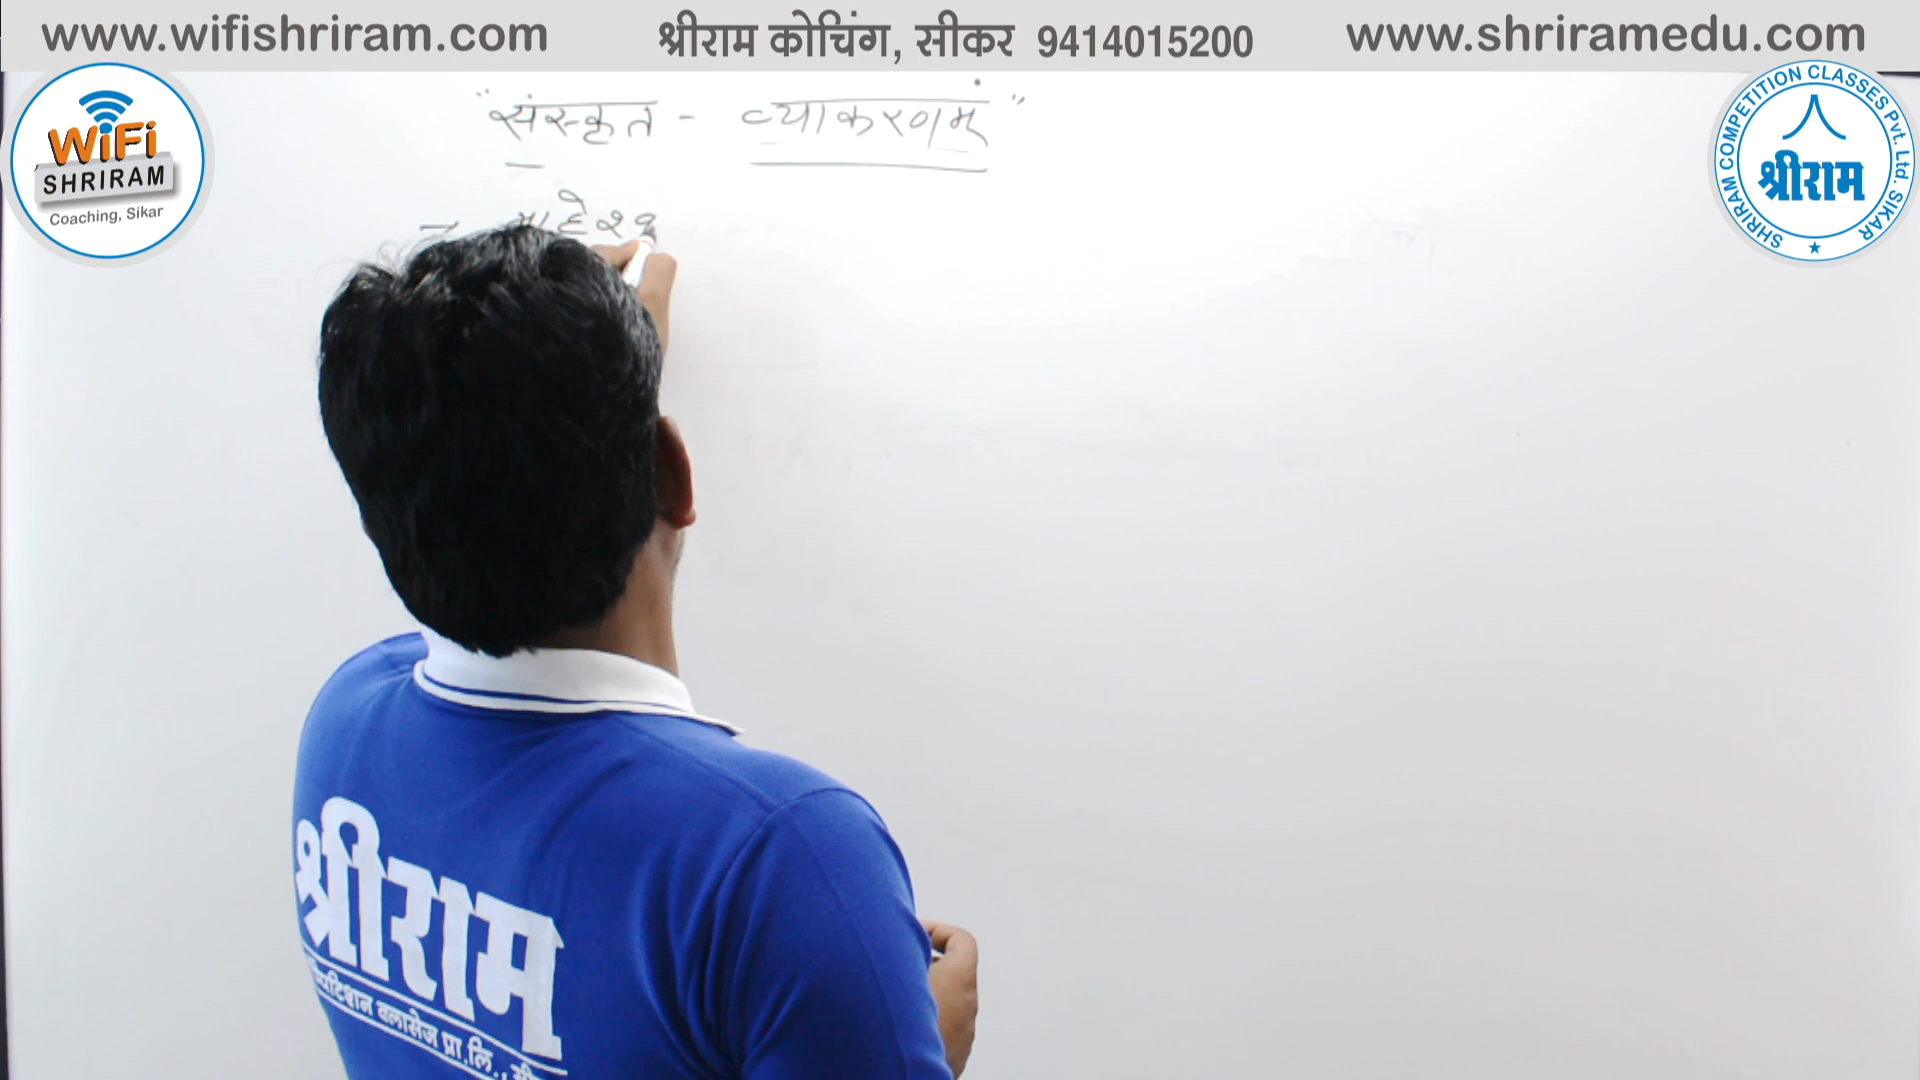 www.wifishriram.com
श्रीराम कोचिंग, सीकर 9414015200
www.shriramedu.com
WiFi
SHRIRAM
Coaching, Sikar
SHRIRAM COMPETITION CLASSES Pvt. Ltd. SIKAR
श्रीराम
"संस्कृत - व्याकरणम्"
श्रीराम
क्लासेज प्रा.लि.,